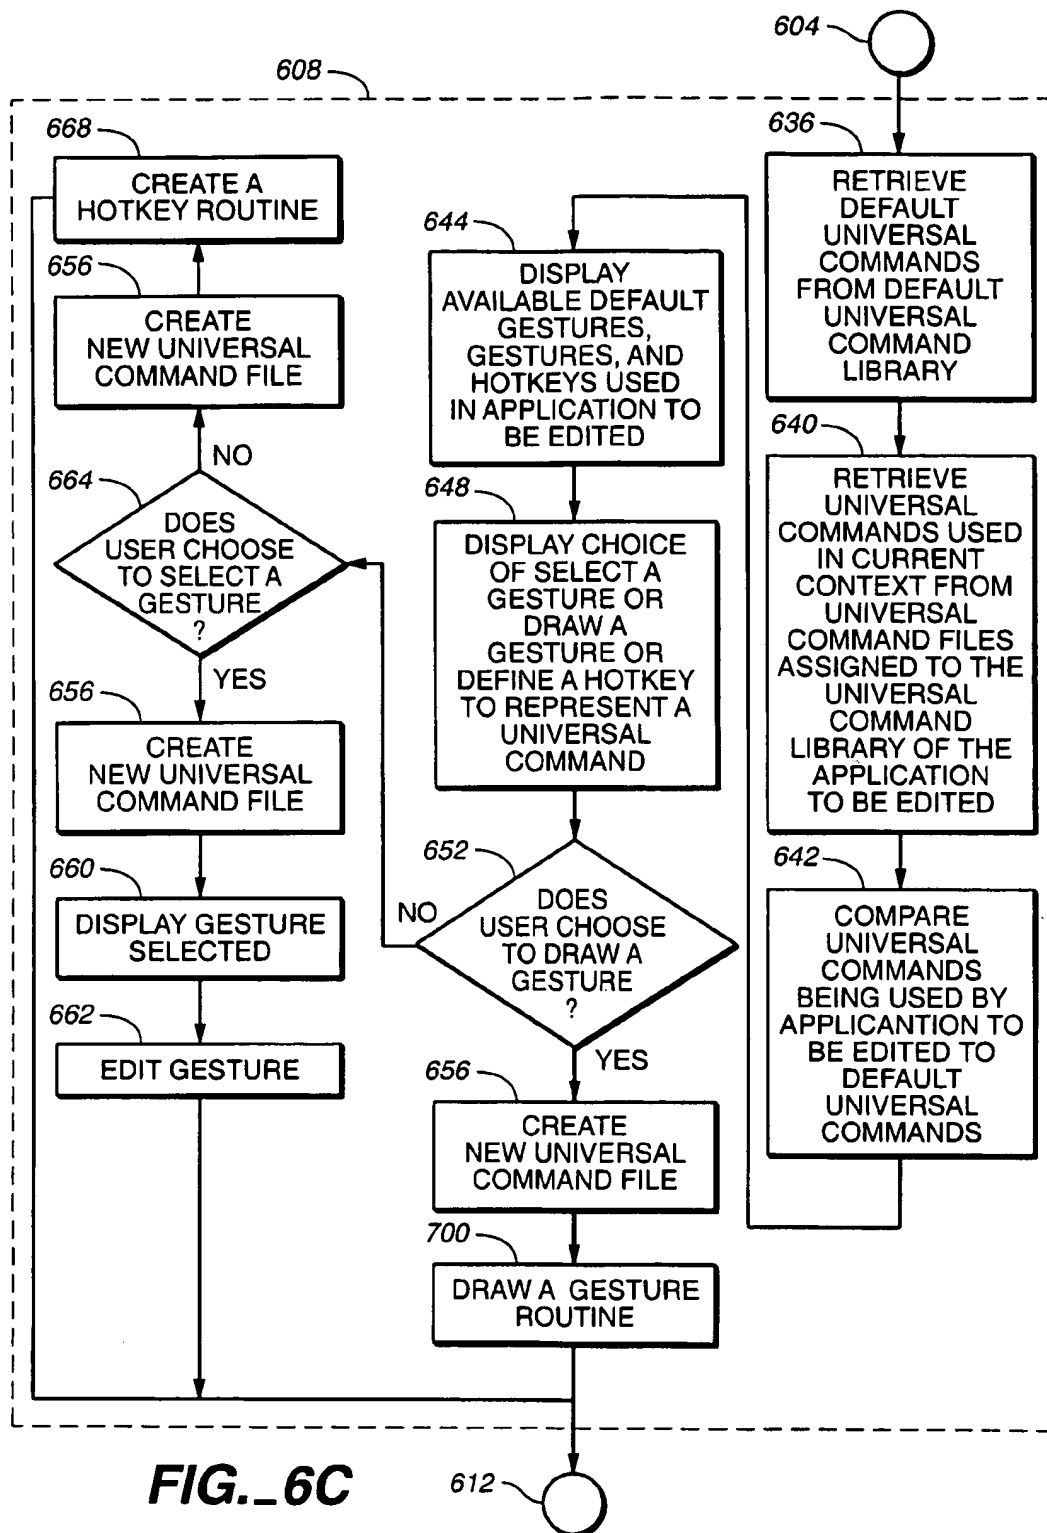 604
608
636
RETRIEVE
DEFAULT
UNIVERSAL
COMMANDS
FROM DEFAULT
UNIVERSAL
COMMAND
LIBRARY
640
RETRIEVE
UNIVERSAL
COMMANDS USED
IN CURRENT
CONTEXT FROM
UNIVERSAL
COMMAND FILES
ASSIGNED TO THE
UNIVERSAL
COMMAND
LIBRARY OF THE
APPLICATION
TO BE EDITED
642
COMPARE
UNIVERSAL
COMMANDS
BEING USED BY
APPLICANTION TO
BE EDITED TO
DEFAULT
UNIVERSAL
COMMANDS
644
DISPLAY
AVAILABLE DEFAULT
GESTURES,
GESTURES, AND
HOTKEYS USED
IN APPLICATION TO
BE EDITED
648
DISPLAY CHOICE
OF SELECT A
GESTURE OR
DRAW A
GESTURE OR
DEFINE A HOTKEY
TO REPRESENT A
UNIVERSAL
COMMAND
652
DOES
USER CHOOSE
TO DRAW A
GESTURE
?
NO
YES
656
CREATE
NEW UNIVERSAL
COMMAND FILE
700
DRAW A GESTURE
ROUTINE
668
CREATE A
HOTKEY ROUTINE
656
CREATE
NEW UNIVERSAL
COMMAND FILE
NO
664
DOES
USER CHOOSE
TO SELECT A
GESTURE
?
YES
656
CREATE
NEW UNIVERSAL
COMMAND FILE
660
DISPLAY GESTURE
SELECTED
662
EDIT GESTURE
612
FIG._6C